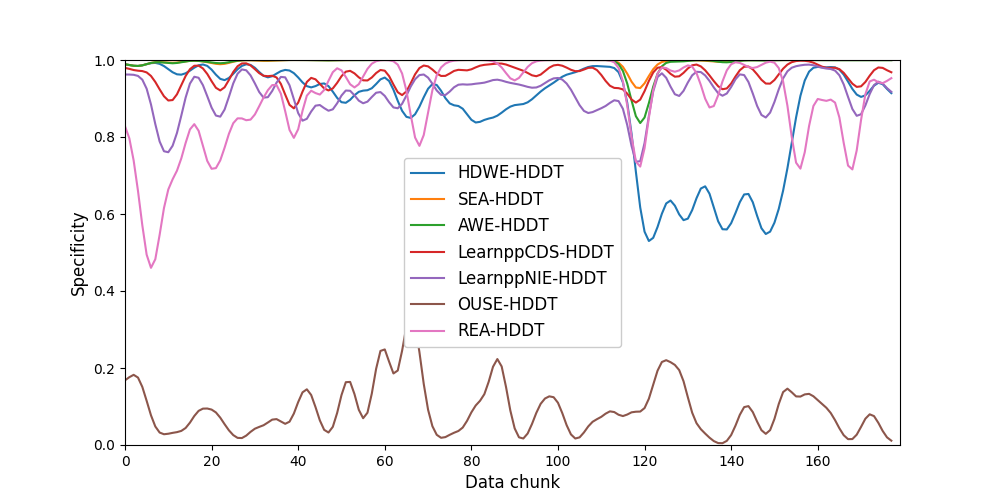 1.0
0.8
0.6
0.4
0.2
0.0
Specificity
HDWE-HDDT
SEA-HDDT
AWE-HDDT
LearnppCDS-HDDT
LearnppNIE-HDDT
OUSE-HDDT
REA-HDDT
0 20 40 60 80 100 120 140 160
Data chunk